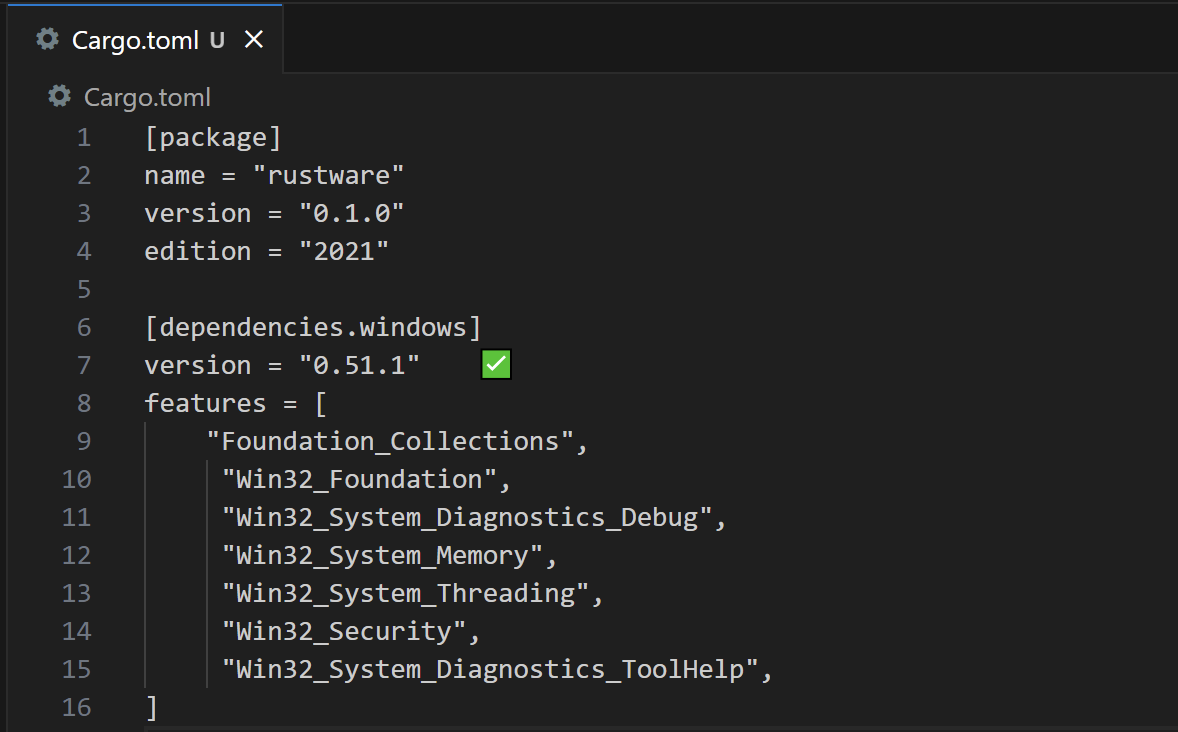 Cargo.toml U
Cargo.toml
1 [package]
2 name = "rustware"
3 version = "0.1.0"
4 edition = "2021"
5
6 [dependencies.windows]
7 version = "0.51.1" ✅
8 features = [
9     "Foundation_Collections",
10      "Win32_Foundation",
11      "Win32_System_Diagnostics_Debug",
12      "Win32_System_Memory",
13      "Win32_System_Threading",
14      "Win32_Security",
15      "Win32_System_Diagnostics_ToolHelp",
16 ]